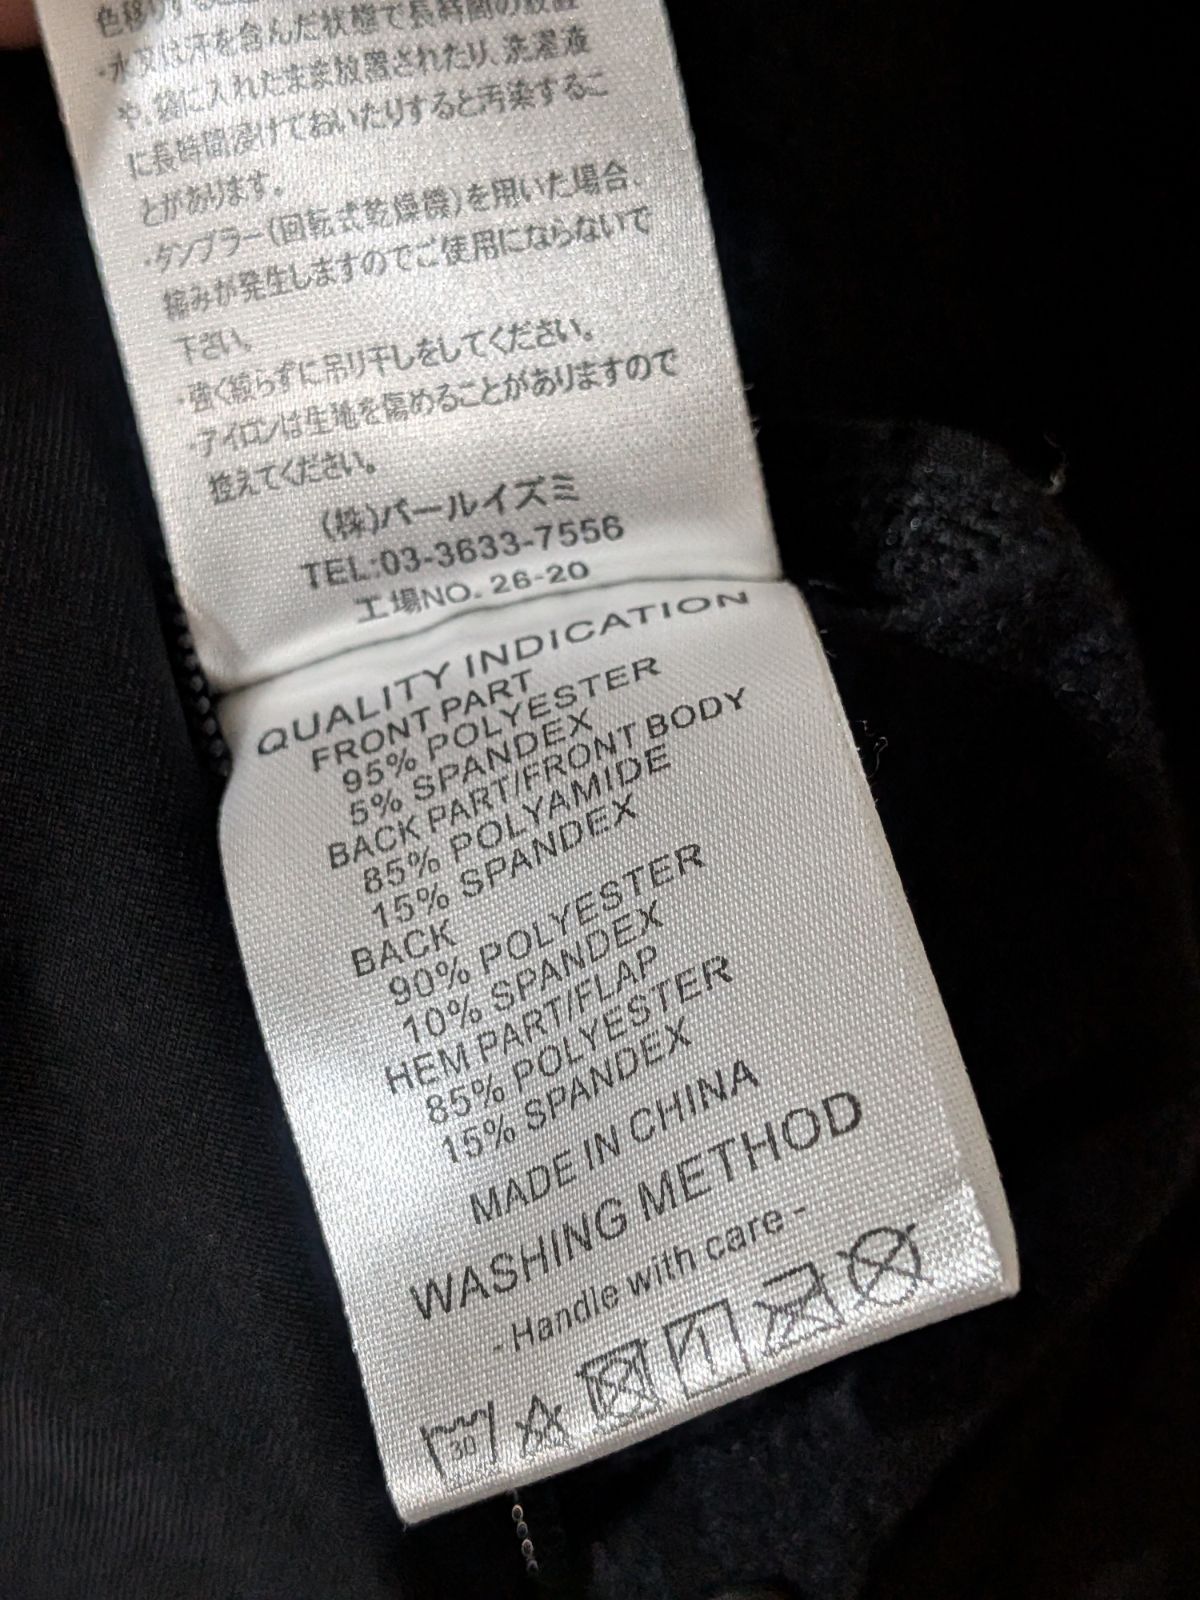 色移りすることが
・水又は汗を含んだ状態で長時間の放置
や、袋に入れたまま放置されたり、洗濯液
に長時間浸けておいたりすると汚染するこ
とがあります。
・タンブラー(回転式乾燥機)を用いた場合、
縮みが発生しますのでご使用にならないで
下さい。
・強く絞らずに吊り干しをしてください。
・アイロンは生地を傷めることがありますので
控えてください。
(株)パールイズミ
TEL:03-3633-7556
工場NO. 26-20
QUALITY INDICATION
FRONT PART
95% POLYESTER
5% SPANDEX
BACK PART/FRONT BODY
85% POLYAMIDE
15% SPANDEX
BACK
90% POLYESTER
10% SPANDEX
HEM PART/FLAP
85% POLYESTER
15% SPANDEX
MADE IN CHINA
WASHING METHOD
- Handle with care -
30